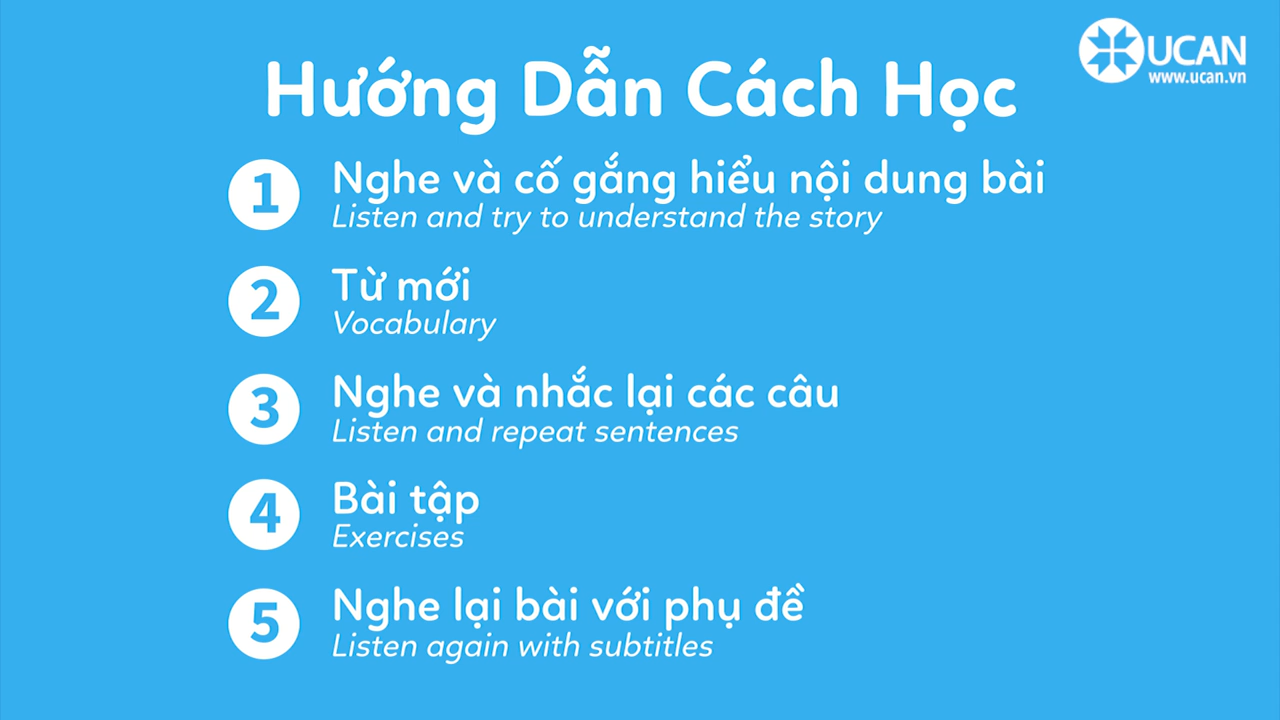 UCAN
www.ucan.vn
Hướng Dẫn Cách Học
1 Nghe và cố gắng hiểu nội dung bài
Listen and try to understand the story
2 Từ mới
Vocabulary
3 Nghe và nhắc lại các câu
Listen and repeat sentences
4 Bài tập
Exercises
5 Nghe lại bài với phụ đề
Listen again with subtitles